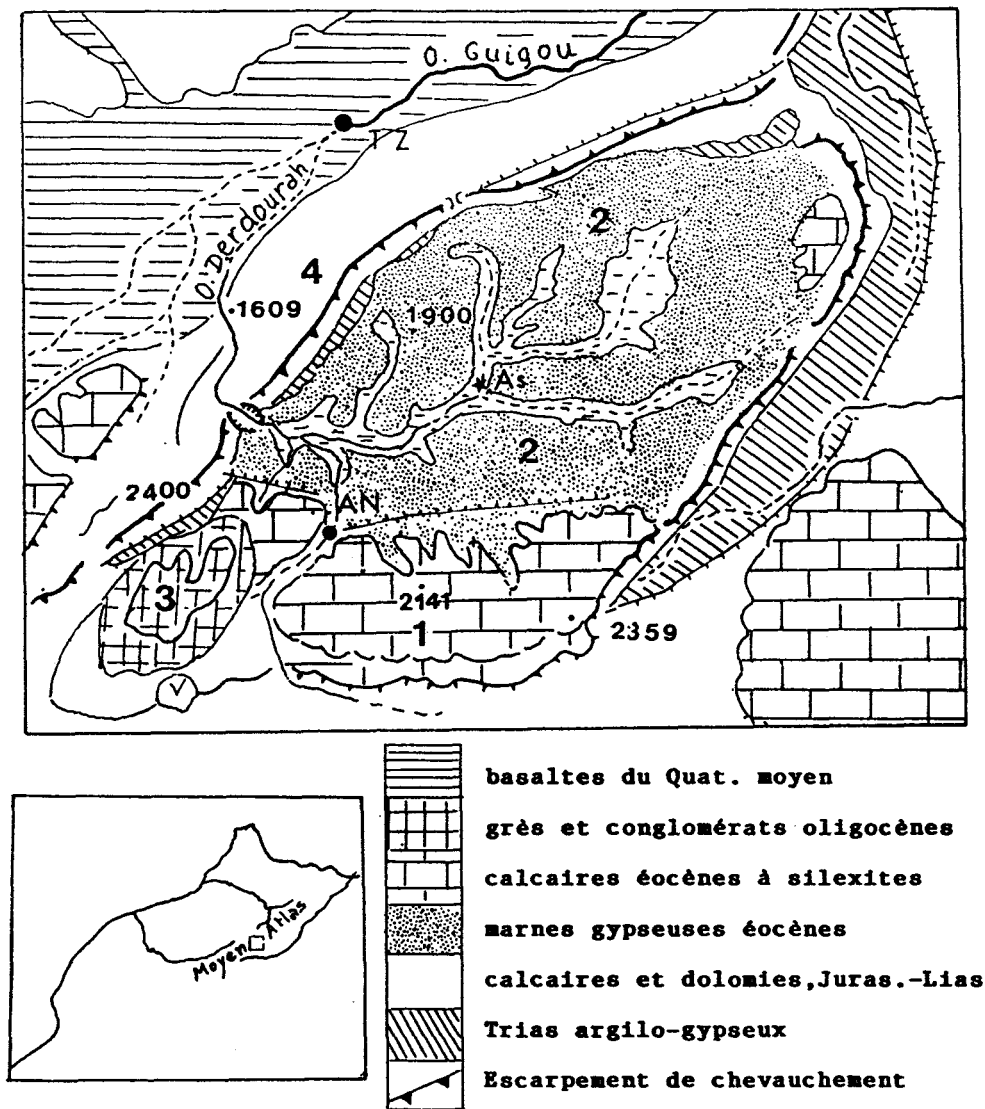 O. Guigou
TZ
O. Derdourah
4
2
1609
1900
As
2
2400
AN
3
2141
1
2359
V
Moyen Atlas
basaltes du Quat. moyen
grès et conglomérats oligocènes
calcaires éocènes à silexites
marnes gypseuses éocènes
calcaires et dolomies,Juras.-Lias
Trias argilo-gypseux
Escarpement de chevauchement